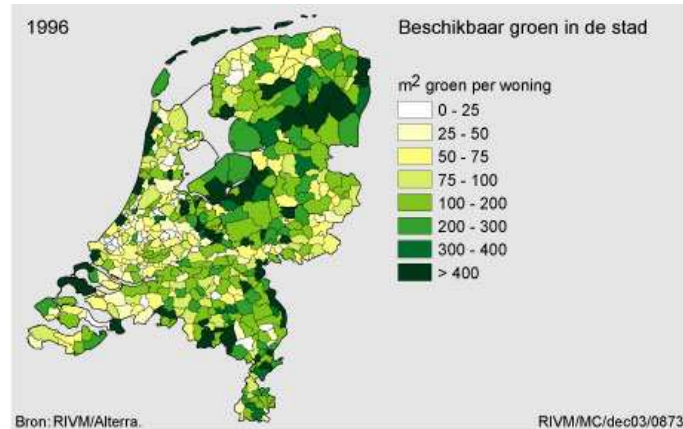 1996
Beschikbaar groen in de stad
m2 groen per woning
0 - 25
25 - 50
50 - 75
75 - 100
100 - 200
200 - 300
300 - 400
> 400
Bron: RIVM/Alterra.
RIVM/MC/dec03/0873